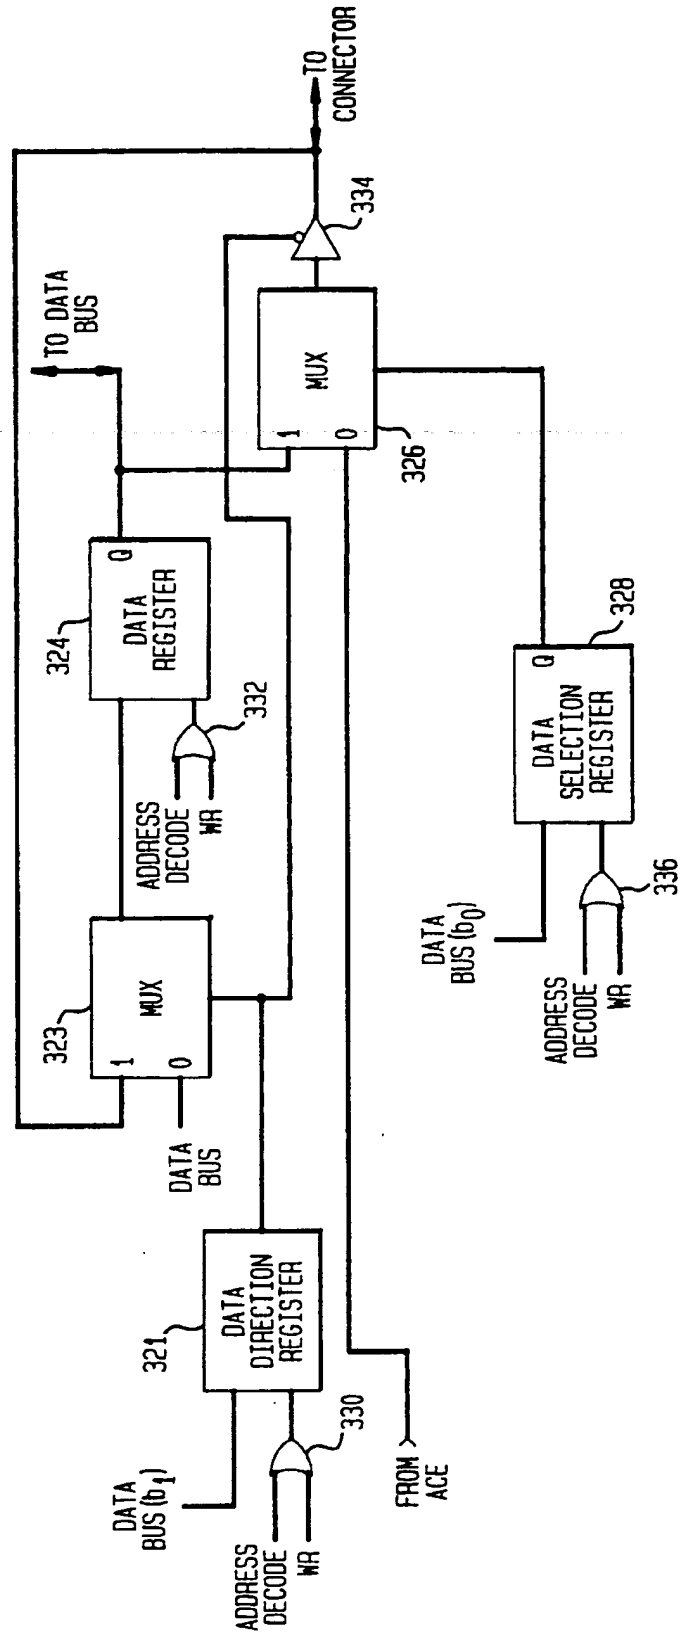 TO
CONNECTOR
TO DATA
BUS
334
MUX
1
0
326
324
DATA
REGISTER
Q
332
ADDRESS
DECODE
WR
323
MUX
1
0
DATA
BUS
DATA
SELECTION
REGISTER
Q
328
DATA
BUS (b0)
ADDRESS
DECODE
WR
336
321
DATA
DIRECTION
REGISTER
330
DATA
BUS (b1)
ADDRESS
DECODE
WR
FROM
ACE